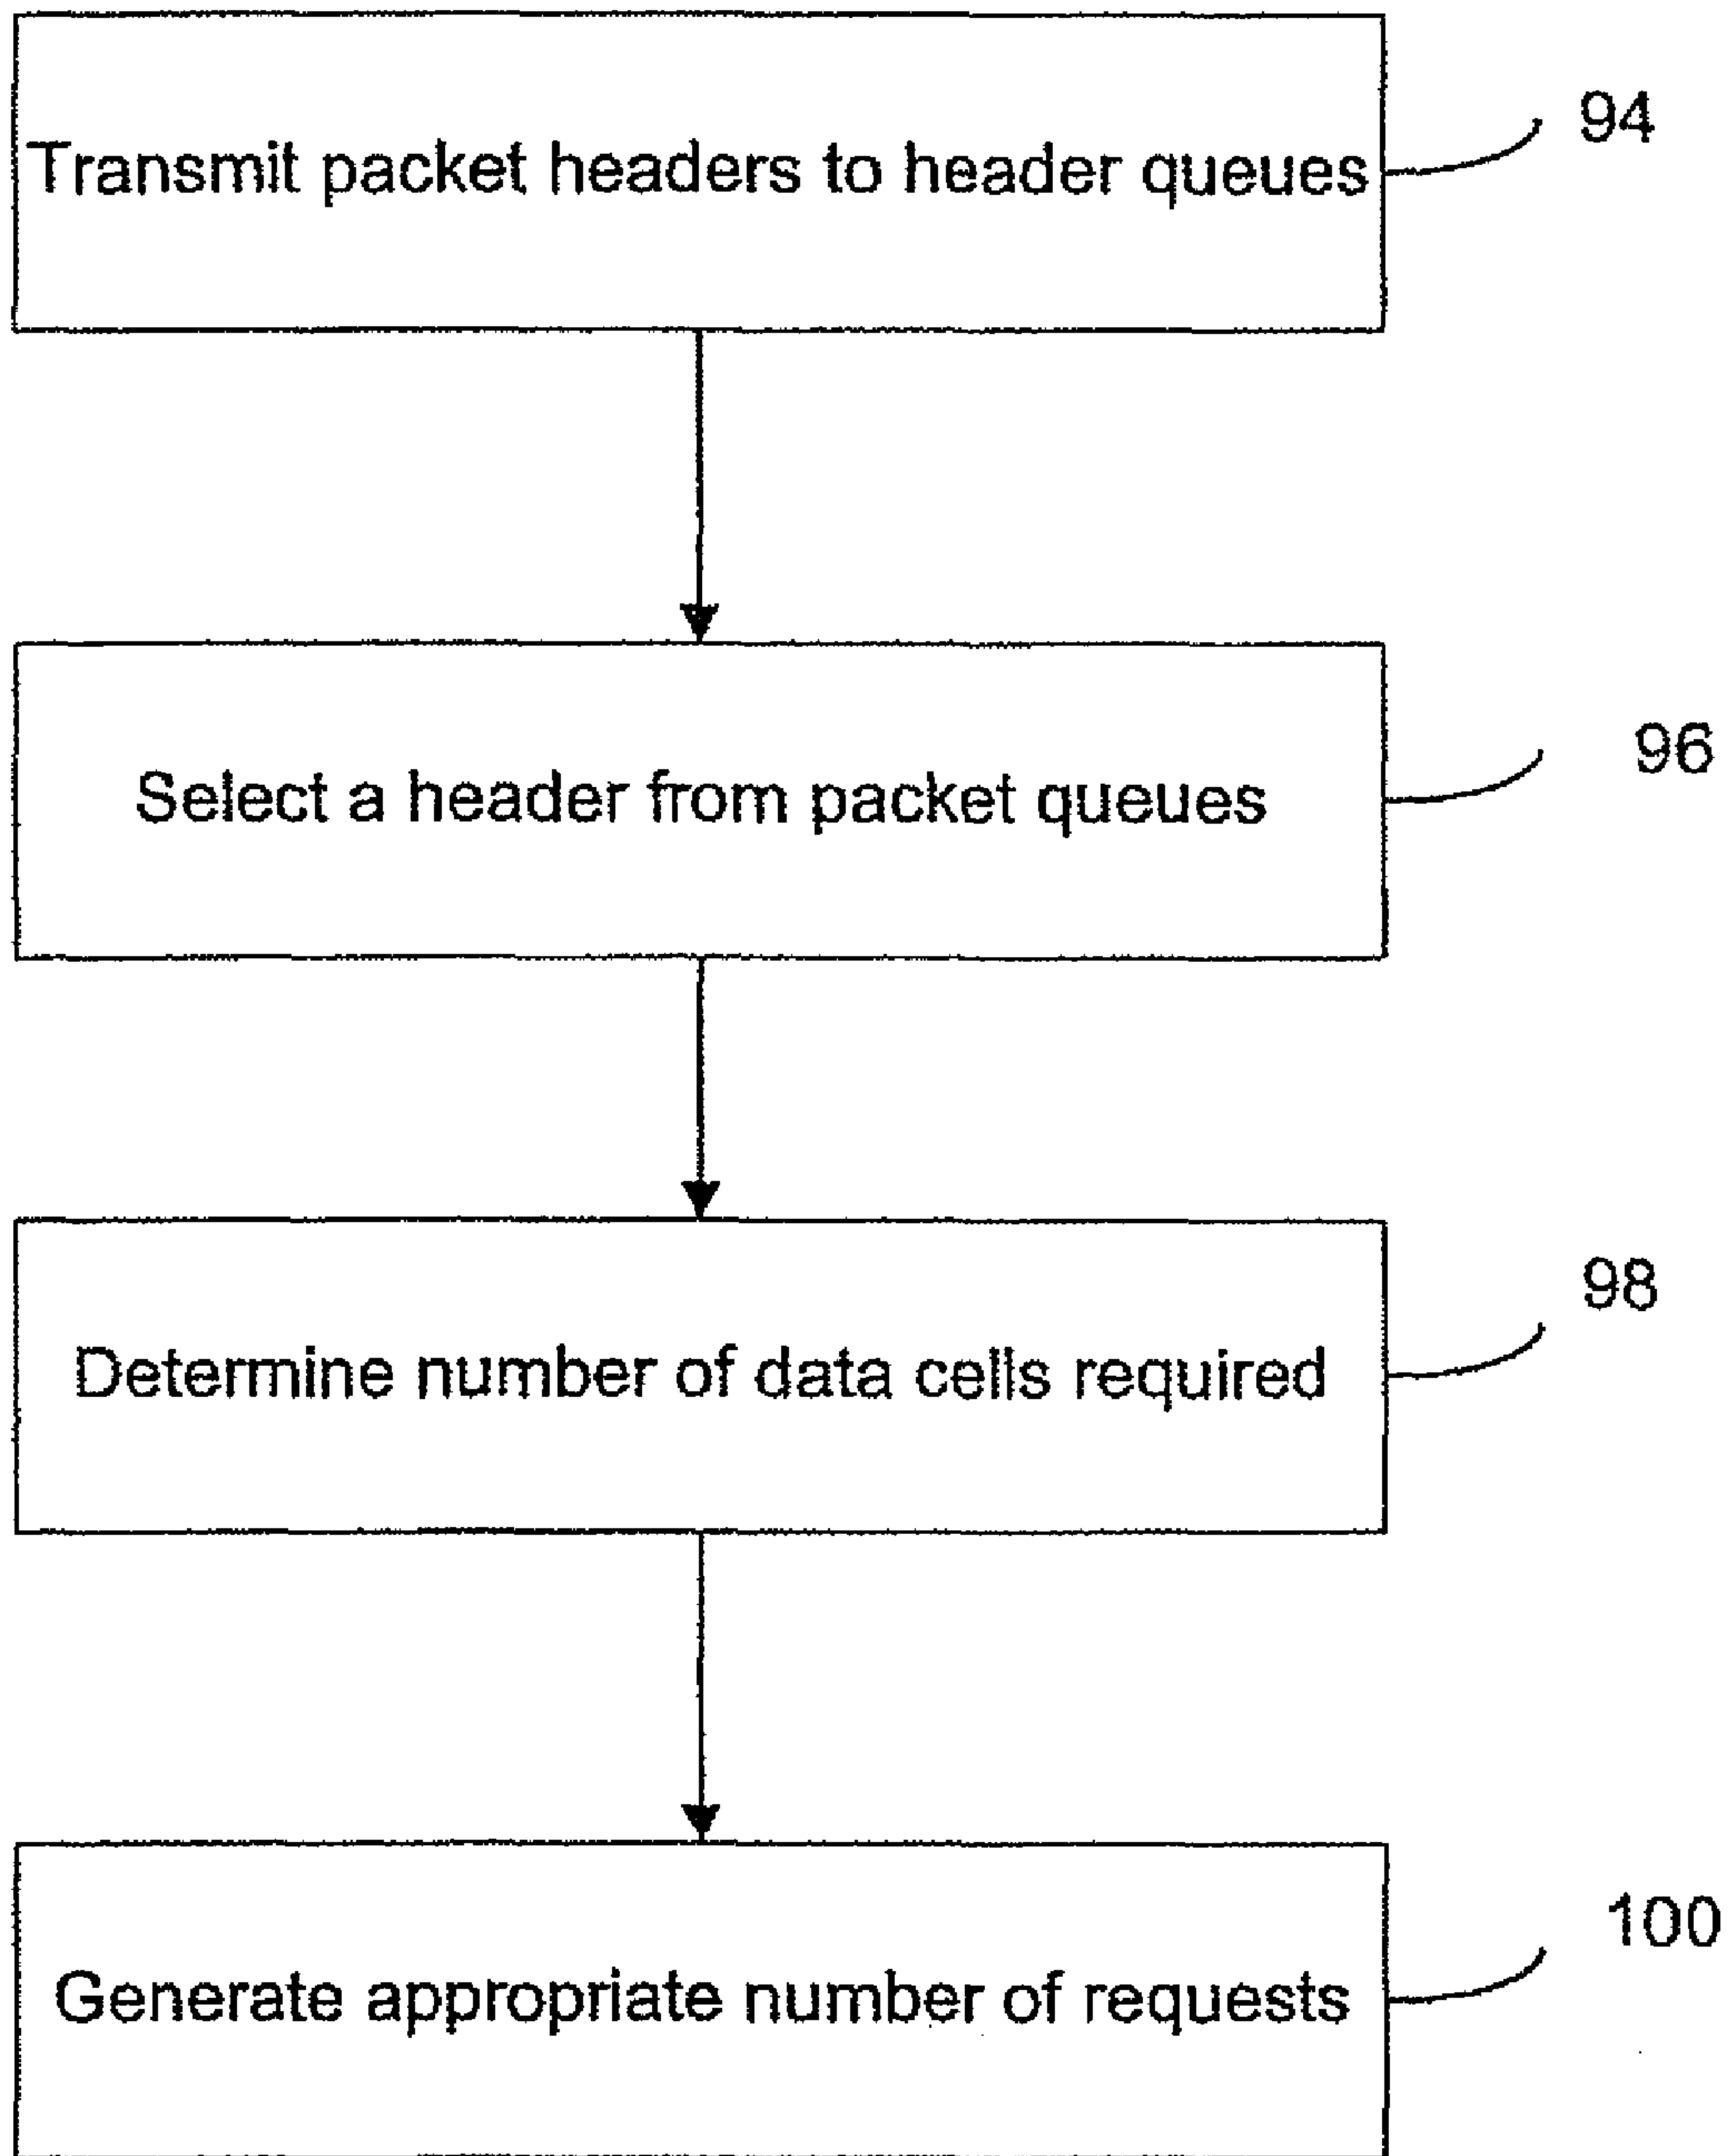 Transmit packet headers to header queues
94
Select a header from packet queues
96
Determine number of data cells required
98
Generate appropriate number of requests
100